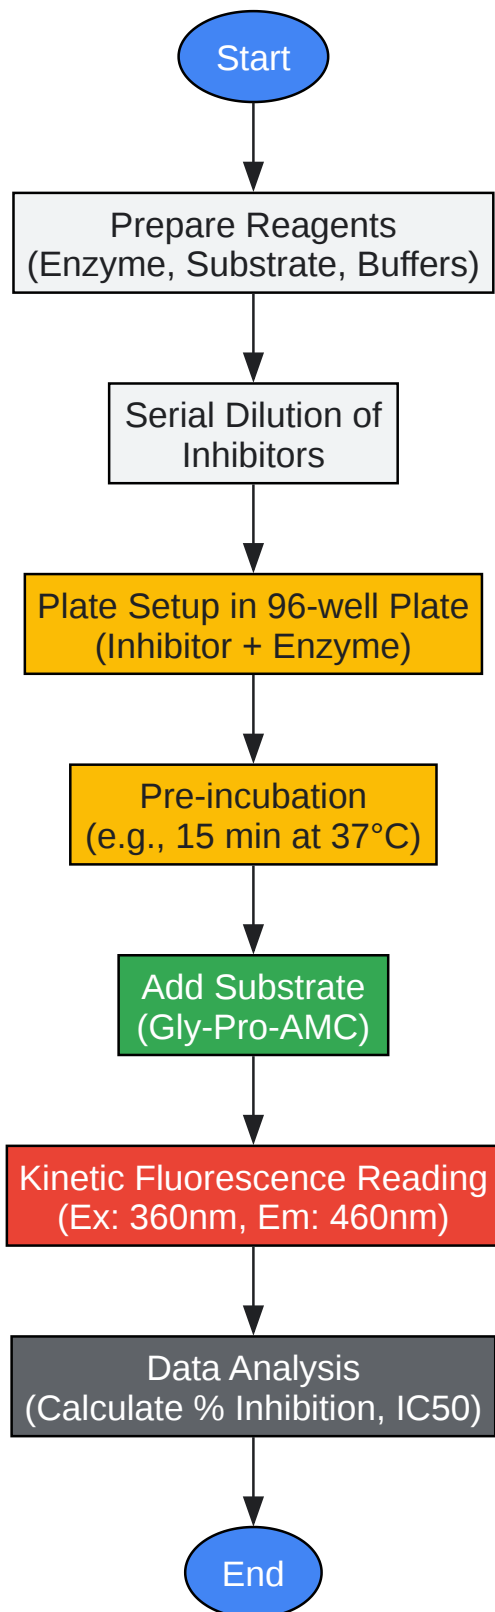 Start
Prepare Reagents
(Enzyme, Substrate, Buffers)
Serial Dilution of
Inhibitors
Plate Setup in 96-well Plate
(Inhibitor + Enzyme)
Pre-incubation
(e.g., 15 min at 37°C)
Add Substrate
(Gly-Pro-AMC)
Kinetic Fluorescence Reading
(Ex: 360nm, Em: 460nm)
Data Analysis
(Calculate % Inhibition, IC50)
End